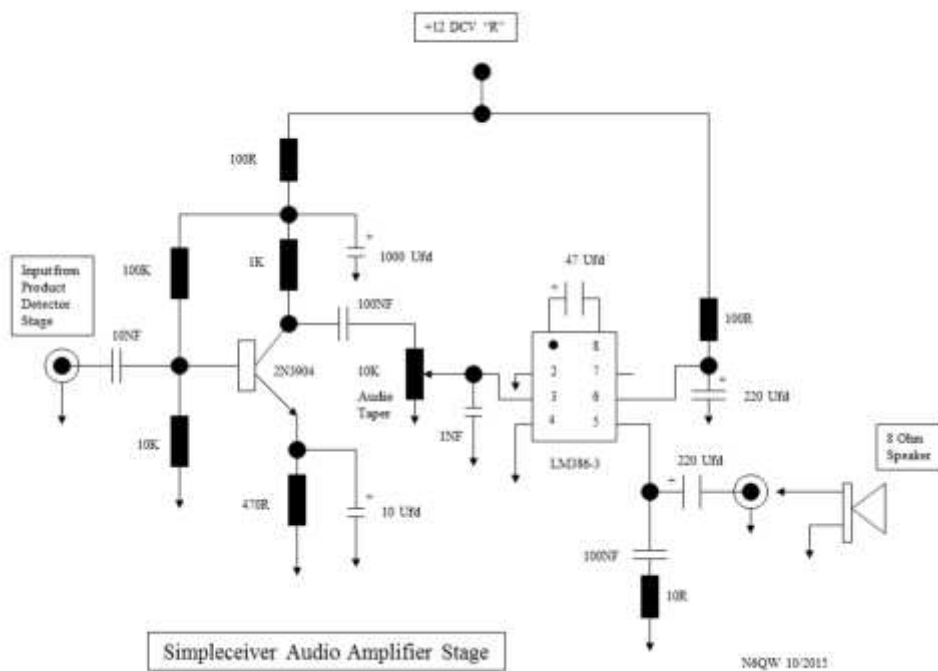 +12 DCV "R"
100R
1000 Ufd
47 Ufd
Input from
Product
Detector
Stage
100K
1K
100NF
100R
10NF
2N3904
10K
Audio
Taper
8
2
7
3
6
4
5
220 Ufd
1NF
LM386-3
8 Ohm
Speaker
10K
220 Ufd
470R
10 Ufd
100NF
10R
Simpleceiver Audio Amplifier Stage
N6QW 10/2015